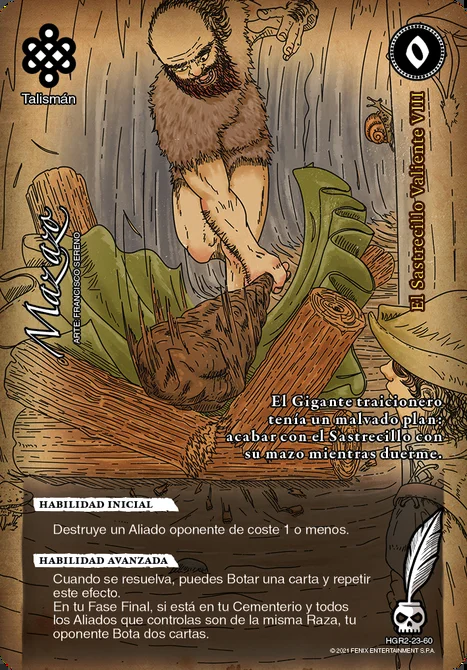 Talismán
0
Mazazo
ARTE: FRANCISCO SERENO
El Sastrecillo Valiente VIII
El Gigante traicionero
tenía un malvado plan:
acabar con el Sastrecillo con
su mazo mientras duerme.
HABILIDAD INICIAL
Destruye un Aliado oponente de coste 1 o menos.
HABILIDAD AVANZADA
Cuando se resuelva, puedes Botar una carta y repetir
este efecto.
En tu Fase Final, si está en tu Cementerio y todos
los Aliados que controlas son de la misma Raza, tu
oponente Bota dos cartas.
HGR2-23-60
© 2021 FENIX ENTERTAINMENT S.P.A.